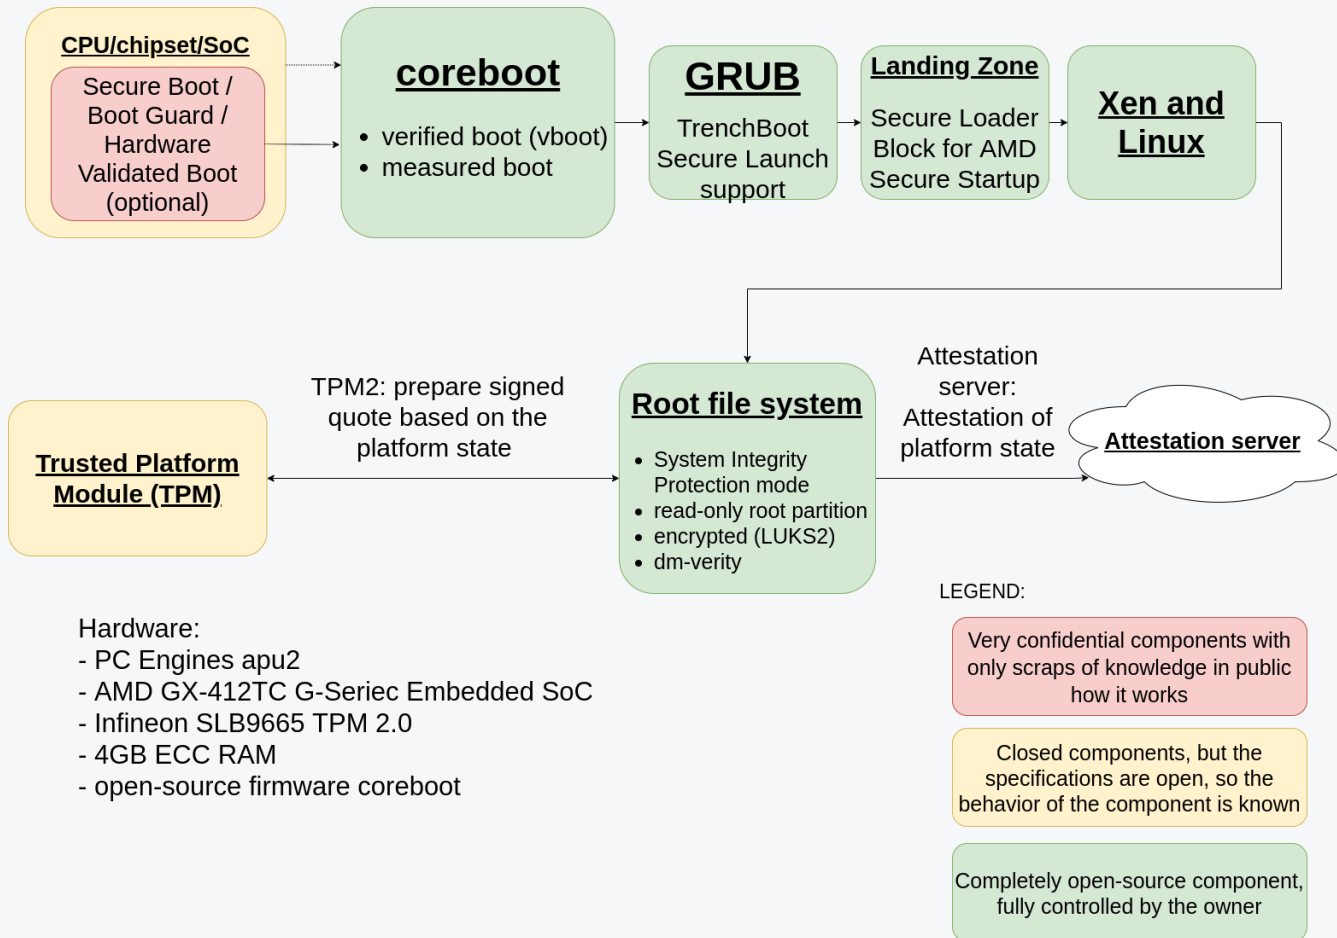 CPU/chipset/SoC
Secure Boot /
Boot Guard /
Hardware
Validated Boot
(optional)
coreboot
• verified boot (vboot)
• measured boot
GRUB
TrenchBoot
Secure Launch
support
Landing Zone
Secure Loader
Block for AMD
Secure Startup
Xen and
Linux
Trusted Platform
Module (TPM)
TPM2: prepare signed
quote based on the
platform state
Root file system
• System Integrity
Protection mode
• read-only root partition
• encrypted (LUKS2)
• dm-verity
Attestation
server:
Attestation of
platform state
Attestation server
Hardware:
- PC Engines apu2
- AMD GX-412TC G-Seriec Embedded SoC
- Infineon SLB9665 TPM 2.0
- 4GB ECC RAM
- open-source firmware coreboot
LEGEND:
Very confidential components with
only scraps of knowledge in public
how it works
Closed components, but the
specifications are open, so the
behavior of the component is known
Completely open-source component,
fully controlled by the owner